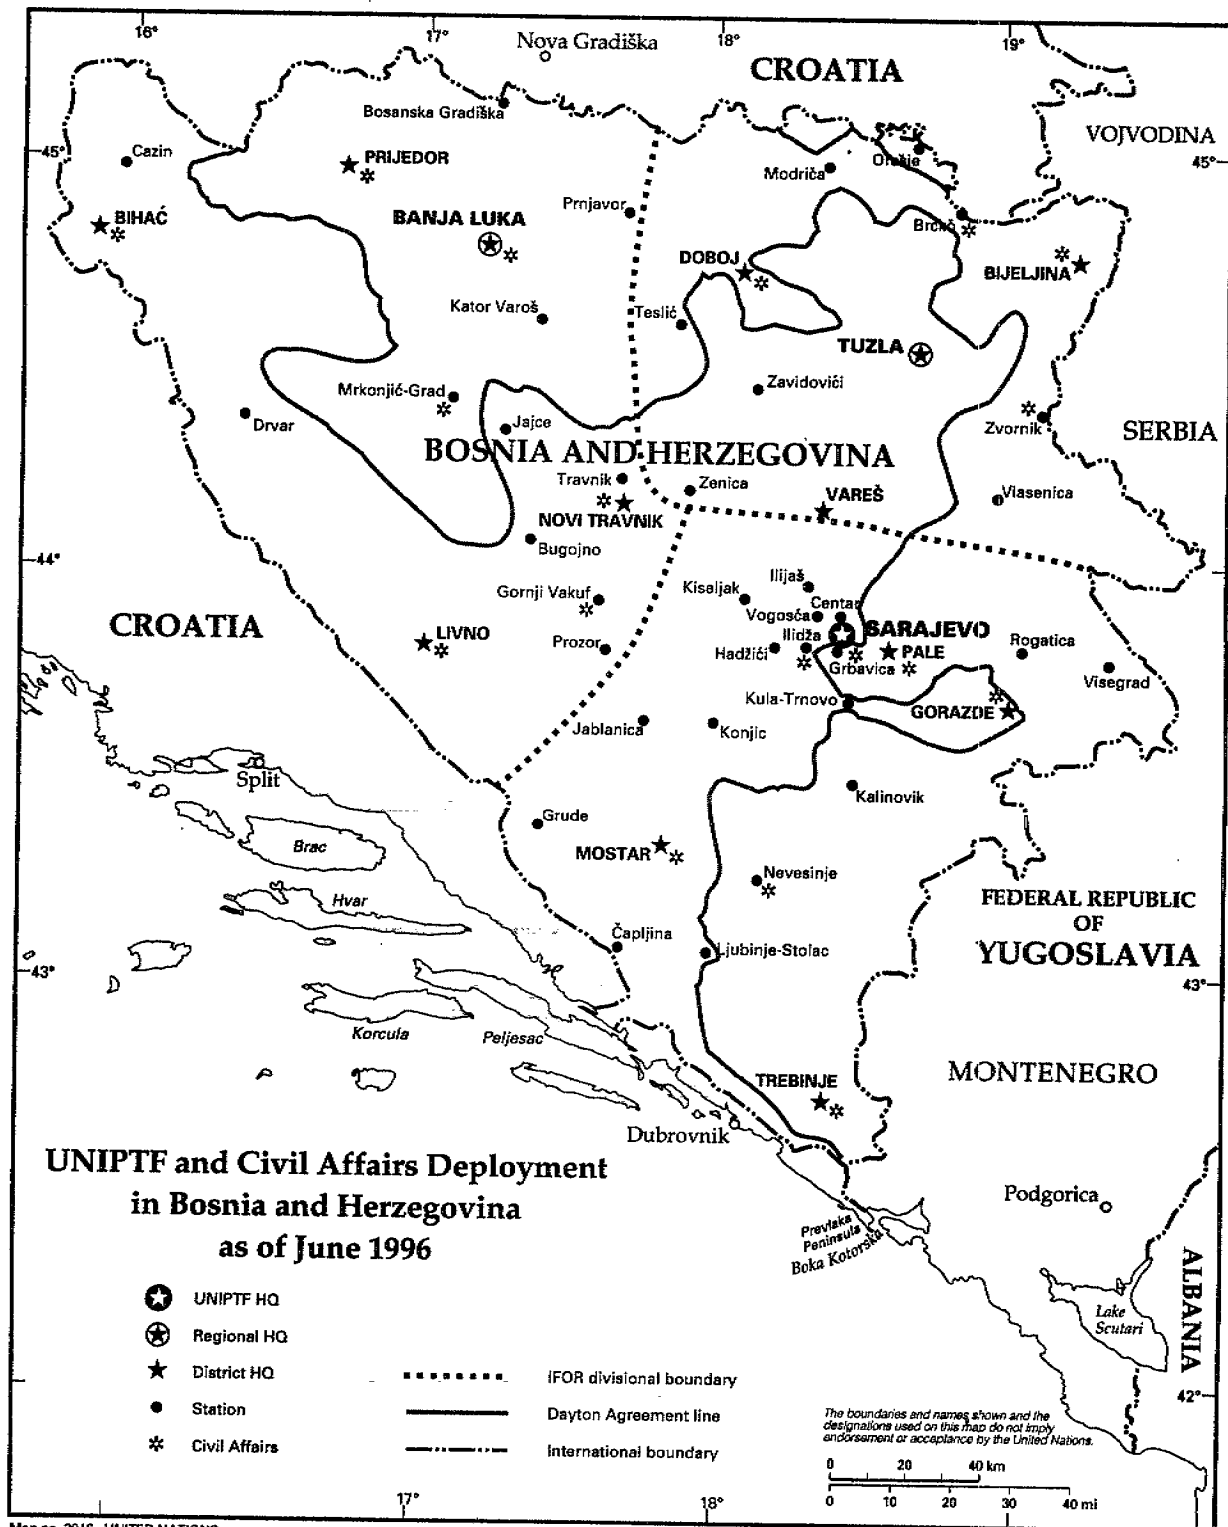 16°
17°
18°
19°
Nova Gradiška
CROATIA
Bosanska Gradiška
VOJVODINA
45°
45°
Cazin
PRIJEDOR
Modriča
Orašje
Prnjavor
BIHAĆ
BANJA LUKA
Brčko
DOBOJ
BIJELJINA
Kator Varoš
Teslić
TUZLA
Mrkonjić-Grad
Zavidovići
Drvar
Jajce
Zvornik
SERBIA
BOSNIA AND HERZEGOVINA
Travnik
Zenica
VAREŠ
Vlasenica
NOVI TRAVNIK
Bugojno
44°
Ilijaš
Gornji Vakuf
Kiseljak
Centar
Vogosća
CROATIA
LIVNO
Ilidža
SARAJEVO
Prozor
Hadžići
PALE
Rogatica
Grbavica
Visegrad
Kula-Trnovo
GORAZDE
Jablanica
Konjic
Split
Kalinovik
Grude
Brac
MOSTAR
Nevesinje
Hvar
FEDERAL REPUBLIC
OF
YUGOSLAVIA
Čapljina
Ljubinje-Stolac
43°
43°
Korcula
Peljesac
MONTENEGRO
TREBINJE
Dubrovnik
UNIPTF and Civil Affairs Deployment
in Bosnia and Herzegovina
as of June 1996
Podgorica
Prevlaka
Peninsula
Boka Kotorska
ALBANIA
Lake
Scutari
UNIPTF HQ
Regional HQ
District HQ
Station
Civil Affairs
IFOR divisional boundary
Dayton Agreement line
International boundary
42°
The boundaries and names shown and the
designations used on this map do not imply
endorsement or acceptance by the United Nations.
0 20 40 km
0 10 20 30 40 mi
17°
18°